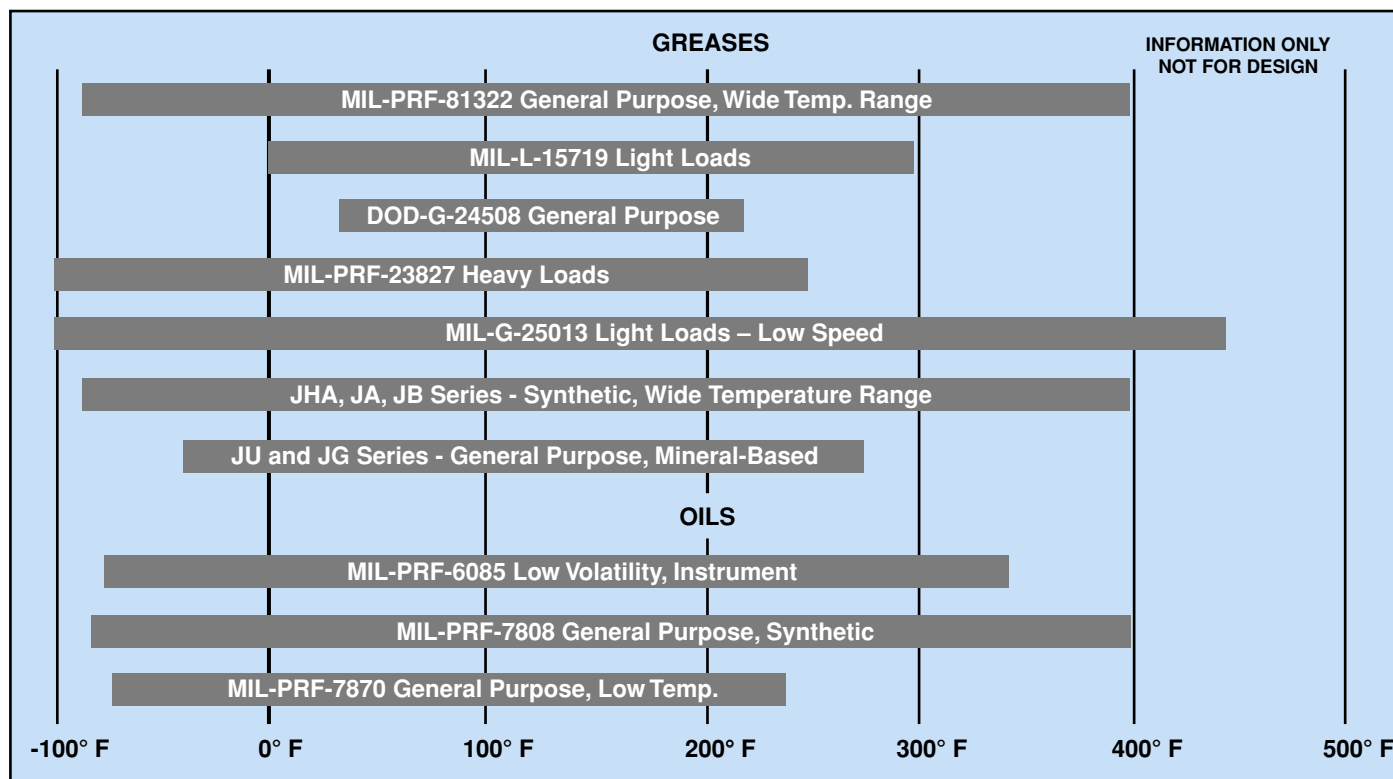 GREASES
INFORMATION ONLY
NOT FOR DESIGN
MIL-PRF-81322 General Purpose, Wide Temp. Range
MIL-L-15719 Light Loads
DOD-G-24508 General Purpose
MIL-PRF-23827 Heavy Loads
MIL-G-25013 Light Loads – Low Speed
JHA, JA, JB Series - Synthetic, Wide Temperature Range
JU and JG Series - General Purpose, Mineral-Based
OILS
MIL-PRF-6085 Low Volatility, Instrument
MIL-PRF-7808 General Purpose, Synthetic
MIL-PRF-7870 General Purpose, Low Temp.
-100° F 0° F 100° F 200° F 300° F 400° F 500° F